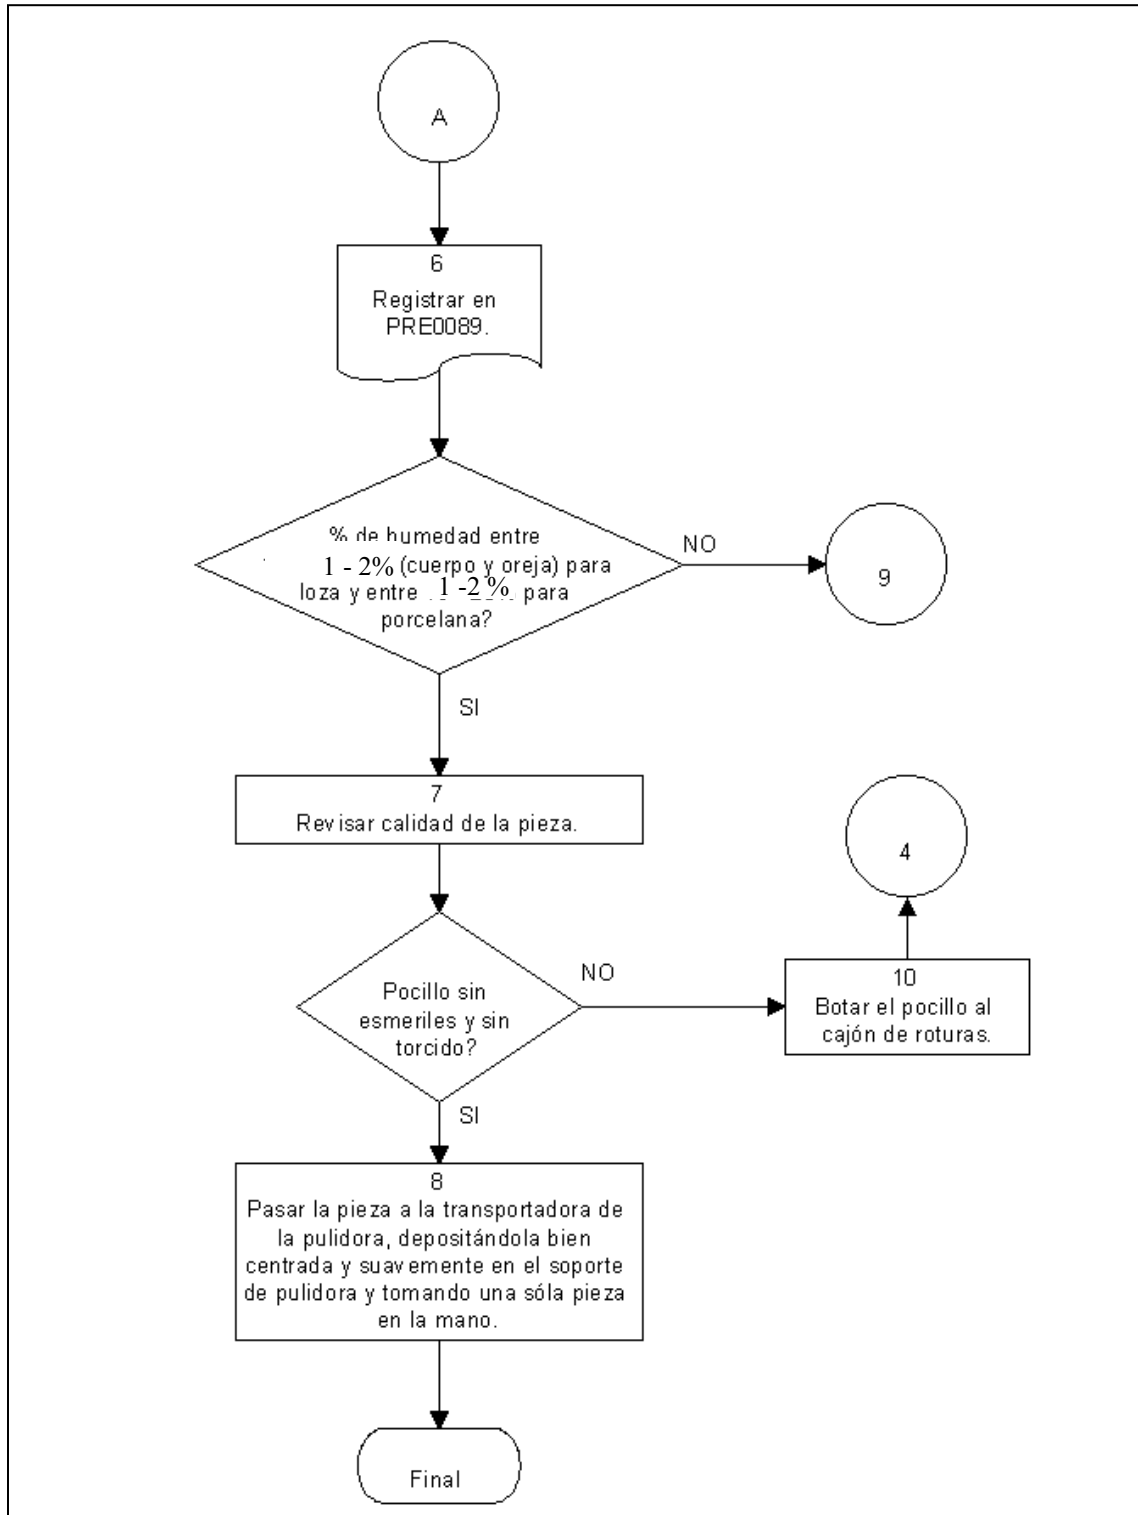 A
6
Registrar en
PRE0089.
% de humedad entre
1 - 2% (cuerpo y oreja) para
loza y entre 1 -2 %. para
porcelana?
NO
9
SI
7
Revisar calidad de la pieza.
4
Pocillo sin
esmeriles y sin
torcido?
NO
10
Botar el pocillo al
cajón de roturas.
SI
8
Pasar la pieza a la transportadora de
la pulidora, depositándola bien
centrada y suavemente en el soporte
de pulidora y tomando una sóla pieza
en la mano.
Final